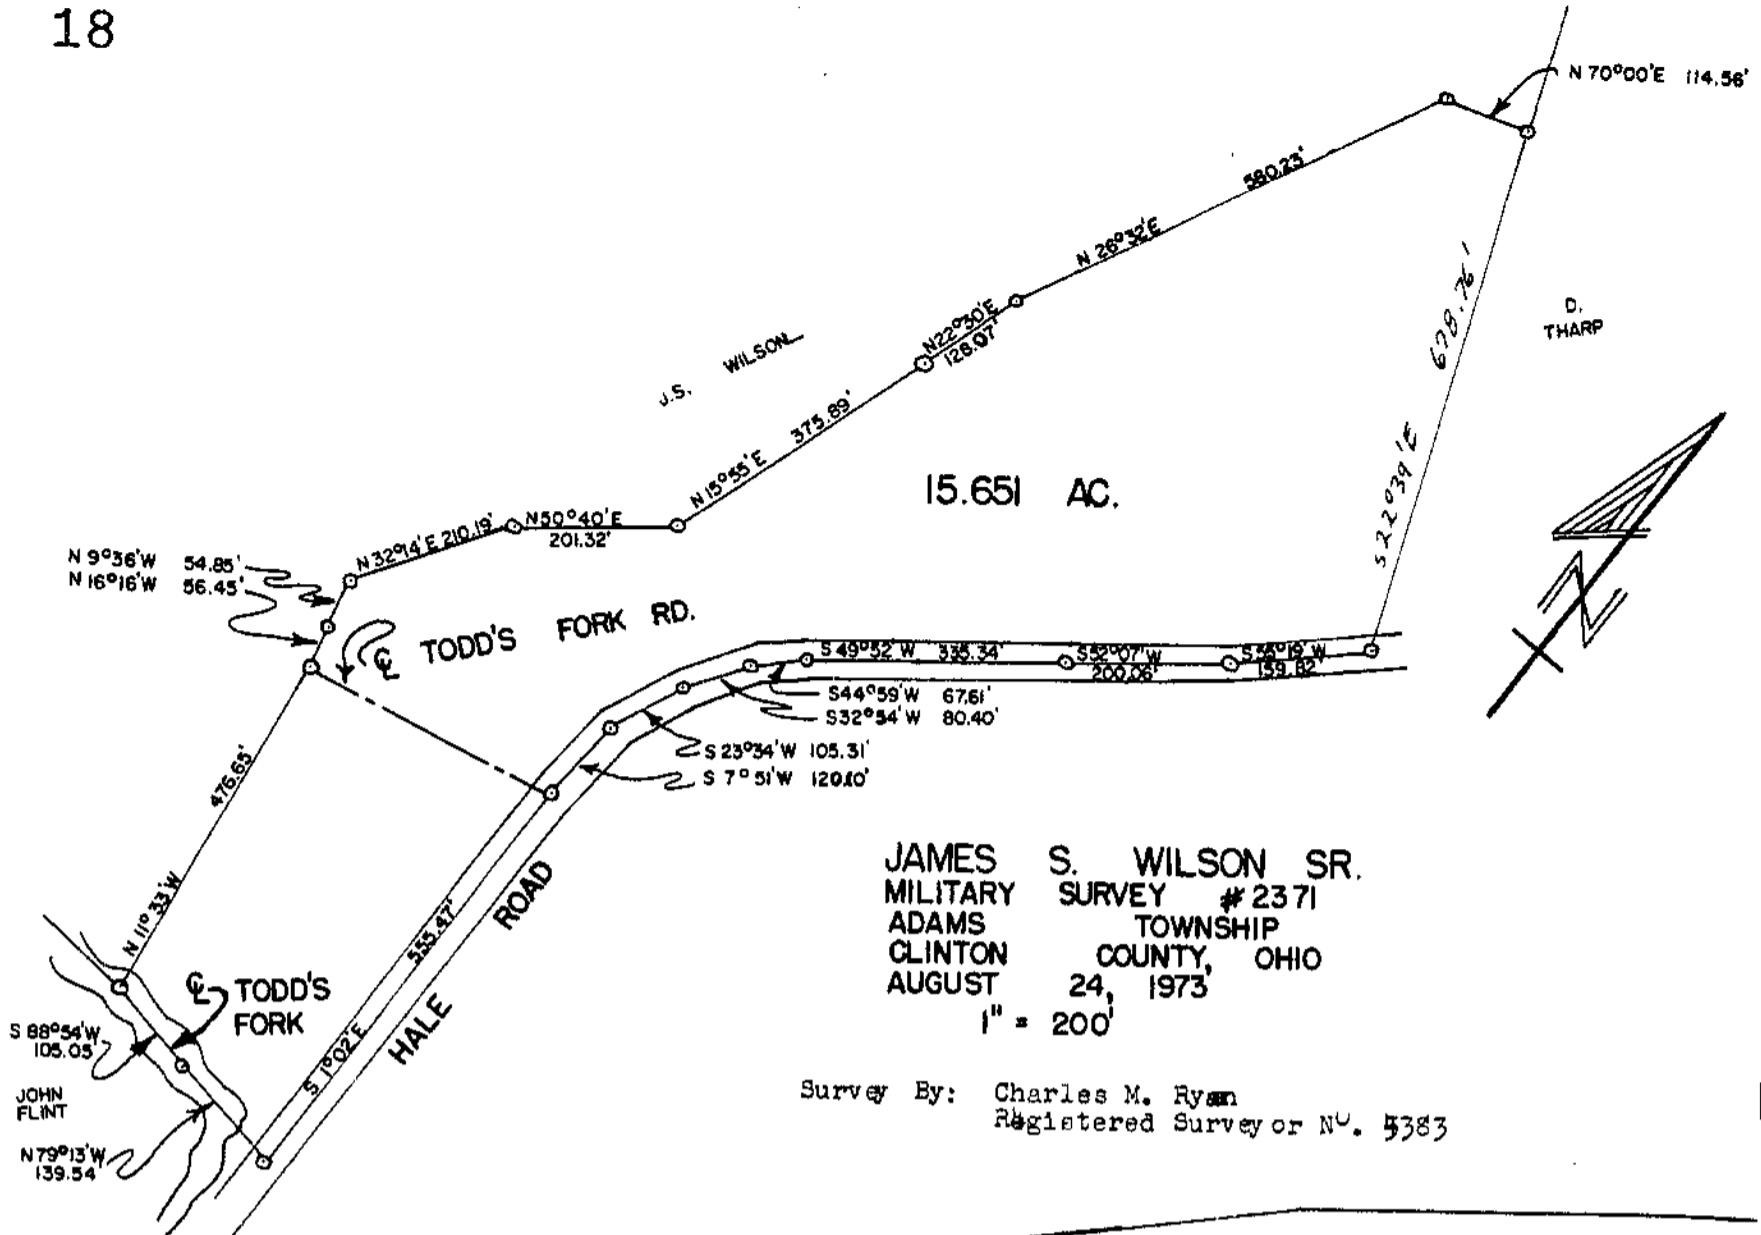 18
N 70°00'E 114.56'
580.23'
N 26°32'E
N22°30'E
128.07'
D.
THARP
678.76'
S22°39'E
J.S. WILSON
375.89'
N 15°55'E
15.651 AC.
N50°40'E
201.32'
N 32°14'E 210.19'
N 9°36'W 54.85'
N 16°16'W 56.45'
℄ TODD'S FORK RD.
S 49°52'W 335.34'
S52°07'W
200.06'
S 55°19'W
159.82'
S44°59'W 67.61'
S32°54'W 80.40'
S 23°34'W 105.31'
S 7°51'W 120.10'
N
476.65'
N 11°33'W
555.47'
S 1°02'E
HALE ROAD
℄ TODD'S
FORK
S 88°54'W
105.05'
JOHN
FLINT
N79°13'W
139.54'
JAMES S. WILSON SR.
MILITARY SURVEY #2371
ADAMS TOWNSHIP
CLINTON COUNTY, OHIO
AUGUST 24, 1973
1" = 200'
Survey By: Charles M. Ryan
Registered Surveyor No. 5383